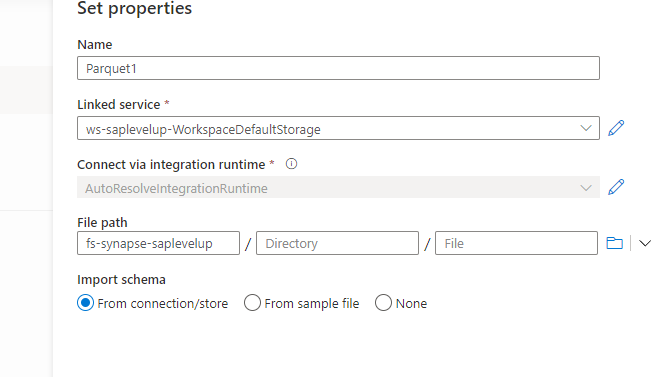 Set properties
Name
Parquet1
Linked service *
ws-saplevelup-WorkspaceDefaultStorage
Connect via integration runtime *
AutoResolveIntegrationRuntime
File path
fs-synapse-saplevelup / Directory / File
Import schema
From connection/store From sample file None